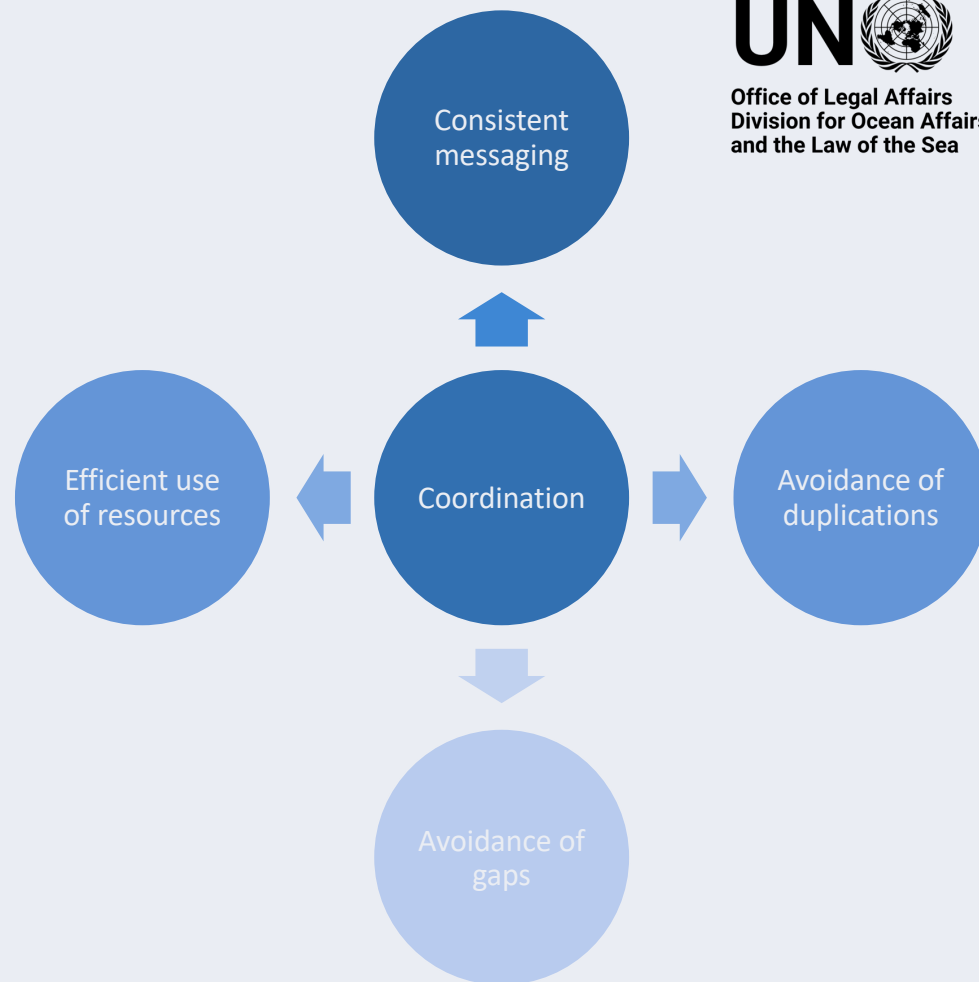 UN
Office of Legal Affairs
Division for Ocean Affairs
and the Law of the Sea
Consistent
messaging
Efficient use
of resources
Coordination
Avoidance of
duplications
Avoidance of
gaps